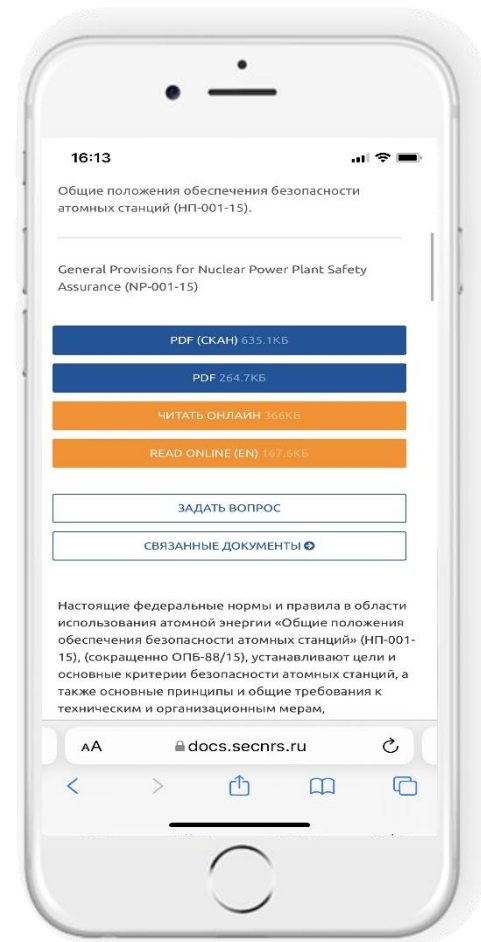 16:13
Общие положения обеспечения безопасности
атомных станций (НП-001-15).
General Provisions for Nuclear Power Plant Safety
Assurance (NP-001-15)
PDF (СКАН) 635.1КБ
PDF 264.7КБ
ЧИТАТЬ ОНЛАЙН 366КБ
READ ONLINE (EN) 167.6КБ
ЗАДАТЬ ВОПРОС
СВЯЗАННЫЕ ДОКУМЕНТЫ
Настоящие федеральные нормы и правила в области
использования атомной энергии «Общие положения
обеспечения безопасности атомных станций» (НП-001-
15), (сокращенно ОПБ-88/15), устанавливают цели и
основные критерии безопасности атомных станций, а
также основные принципы и общие требования к
техническим и организационным мерам,
AA docs.secnrs.ru